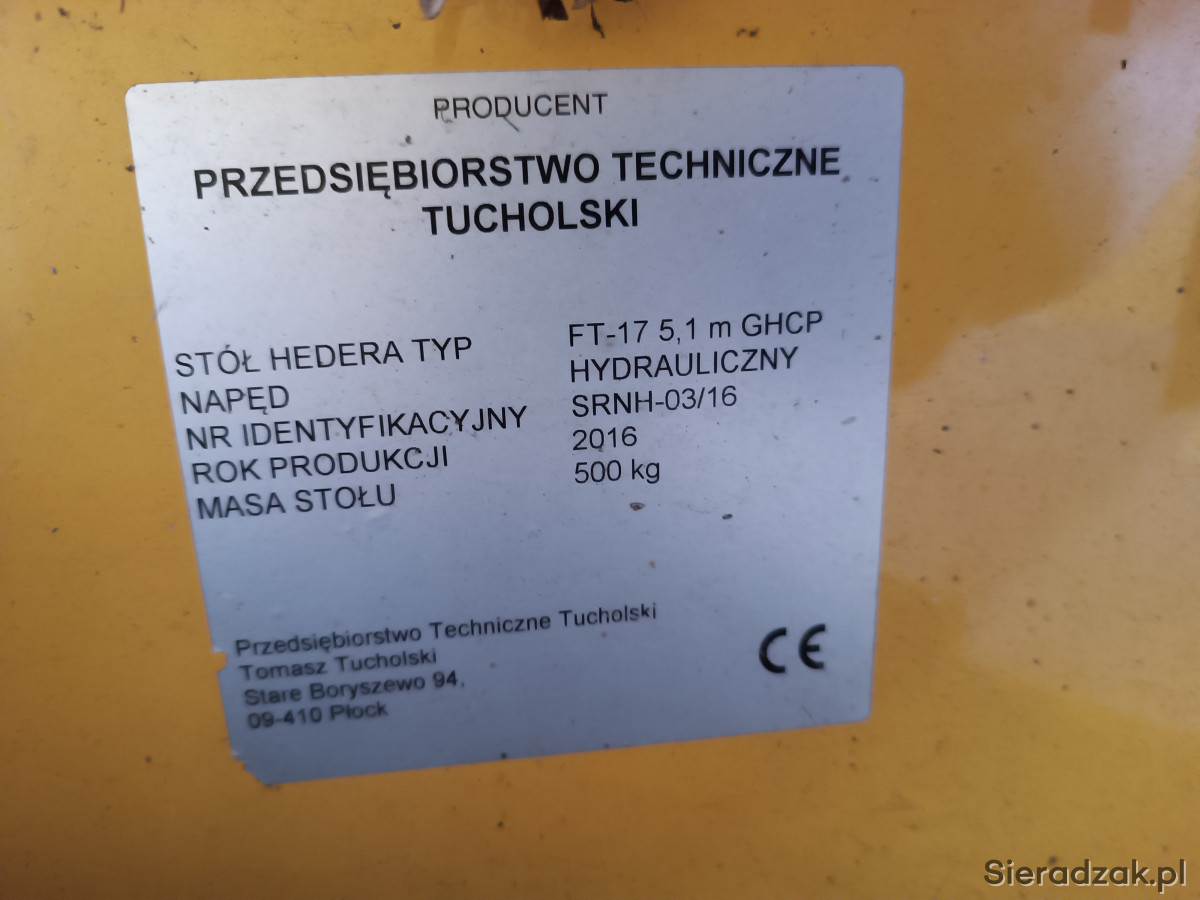 PRODUCENT
PRZEDSIĘBIORSTWO TECHNICZNE
TUCHOLSKI
STÓŁ HEDERA TYP FT-17 5,1 m GHCP
NAPĘD HYDRAULICZNY
NR IDENTYFIKACYJNY SRNH-03/16
ROK PRODUKCJI 2016
MASA STOŁU 500 kg
Przedsiębiorstwo Techniczne Tucholski
Tomasz Tucholski
Stare Boryszewo 94,
09-410 Płock
CE
Sieradzak.pl